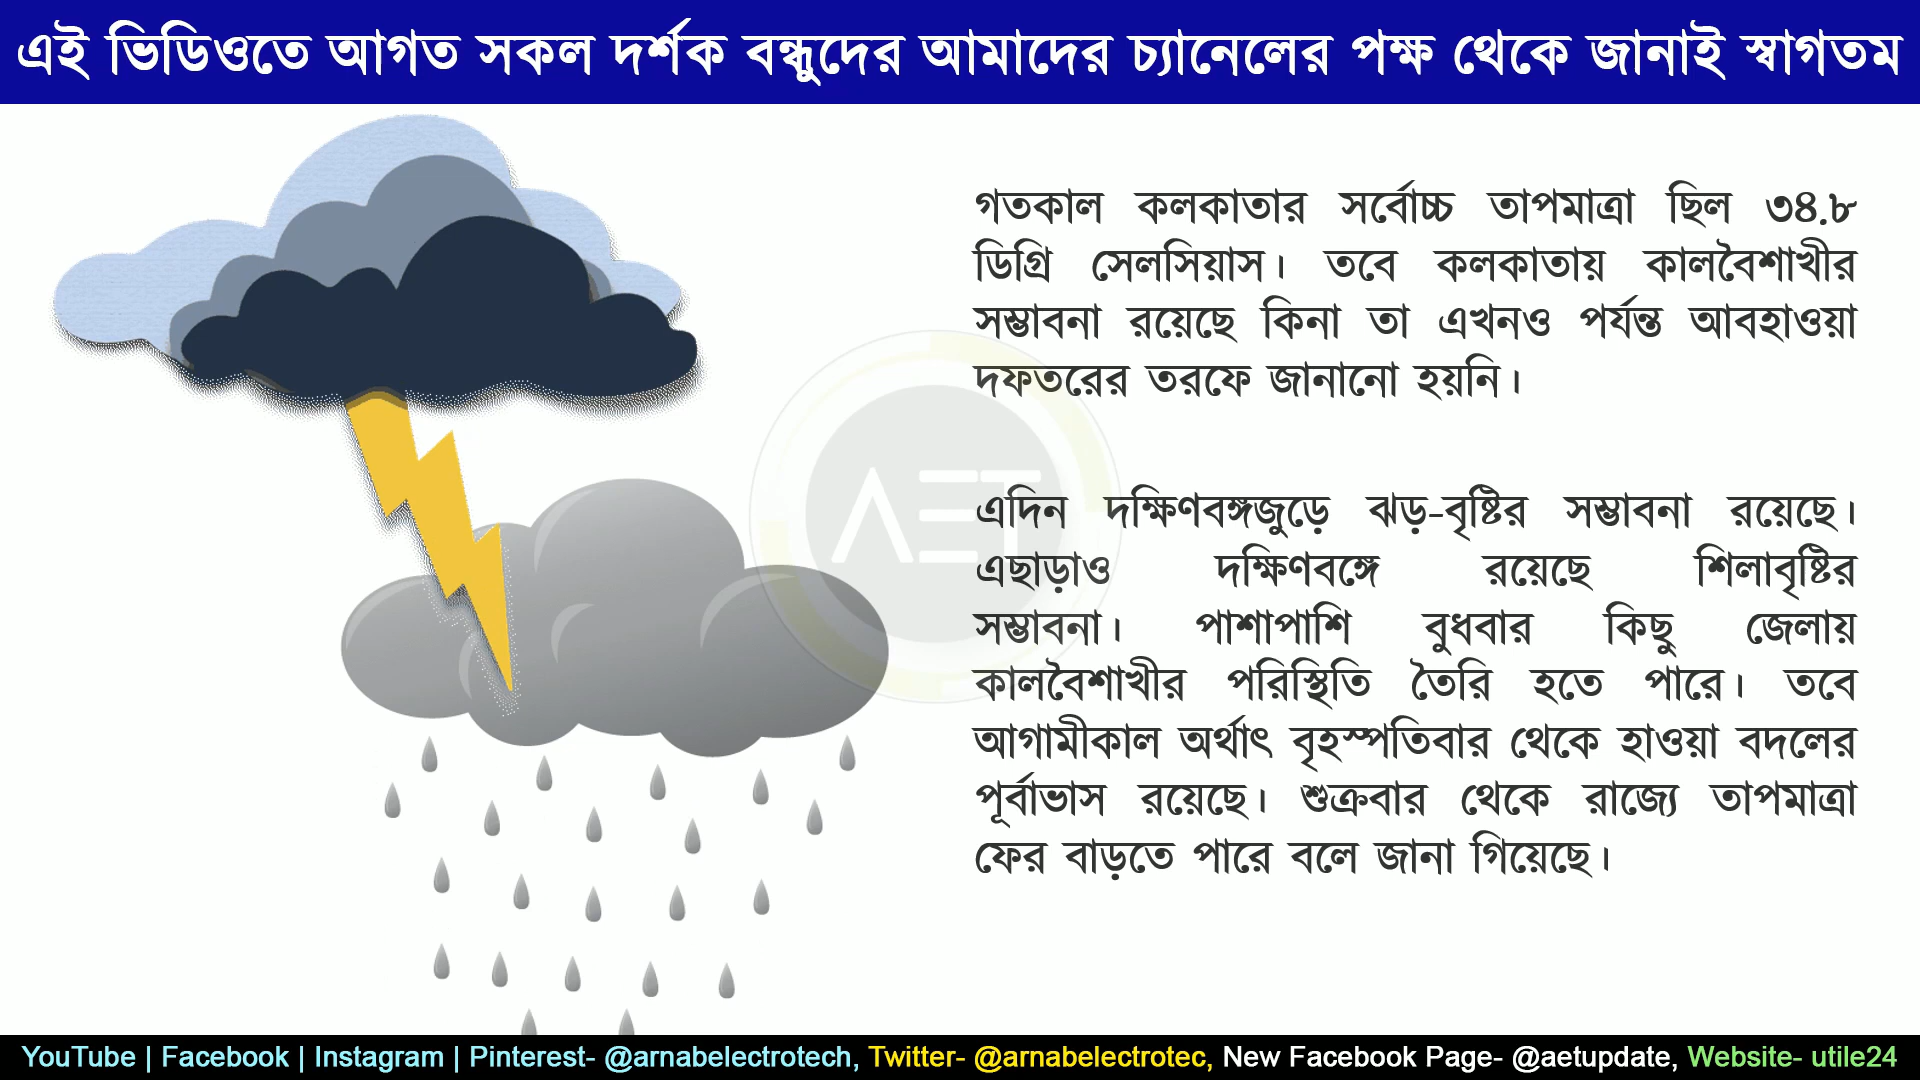 এই ভিডিওতে আগত সকল দর্শক বন্ধুদের আমাদের চ্যানেলের পক্ষ থেকে জানাই স্বাগতম
গতকাল কলকাতার সর্বোচ্চ তাপমাত্রা ছিল ৩৪.৮
ডিগ্রি সেলসিয়াস। তবে কলকাতায় কালবৈশাখীর
সম্ভাবনা রয়েছে কিনা তা এখনও পর্যন্ত আবহাওয়া
দফতরের তরফে জানানো হয়নি।
এদিন দক্ষিণবঙ্গজুড়ে ঝড়-বৃষ্টির সম্ভাবনা রয়েছে।
এছাড়াও দক্ষিণবঙ্গে রয়েছে শিলাবৃষ্টির
সম্ভাবনা। পাশাপাশি বুধবার কিছু জেলায়
কালবৈশাখীর পরিস্থিতি তৈরি হতে পারে। তবে
আগামীকাল অর্থাৎ বৃহস্পতিবার থেকে হাওয়া বদলের
পূর্বাভাস রয়েছে। শুক্রবার থেকে রাজ্যে তাপমাত্রা
ফের বাড়তে পারে বলে জানা গিয়েছে।
AET
YouTube | Facebook | Instagram | Pinterest- @arnabelectrotech, Twitter- @arnabelectrotec, New Facebook Page- @aetupdate, Website- utile24